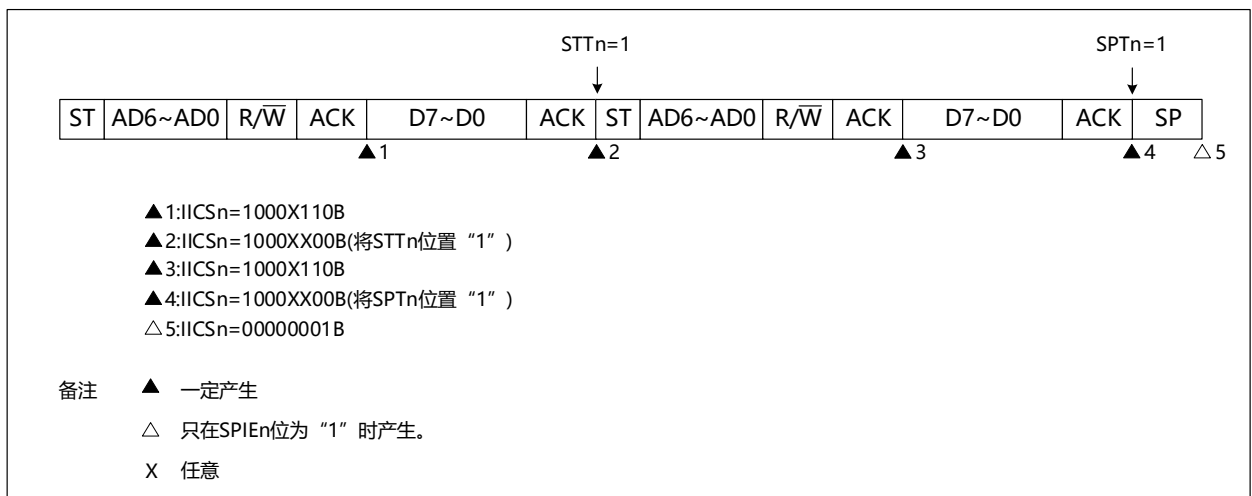 STTn=1 SPTn=1
ST AD6~AD0 R/W̅ ACK D7~D0 ACK ST AD6~AD0 R/W̅ ACK D7~D0 ACK SP
▲1 ▲2 ▲3 ▲4 △5
▲1:IICSn=1000X110B
▲2:IICSn=1000XX00B(将STTn位置“1”)
▲3:IICSn=1000X110B
▲4:IICSn=1000XX00B(将SPTn位置“1”)
△5:IICSn=00000001B
备注 ▲ 一定产生
△ 只在SPIEn位为“1”时产生。
X 任意